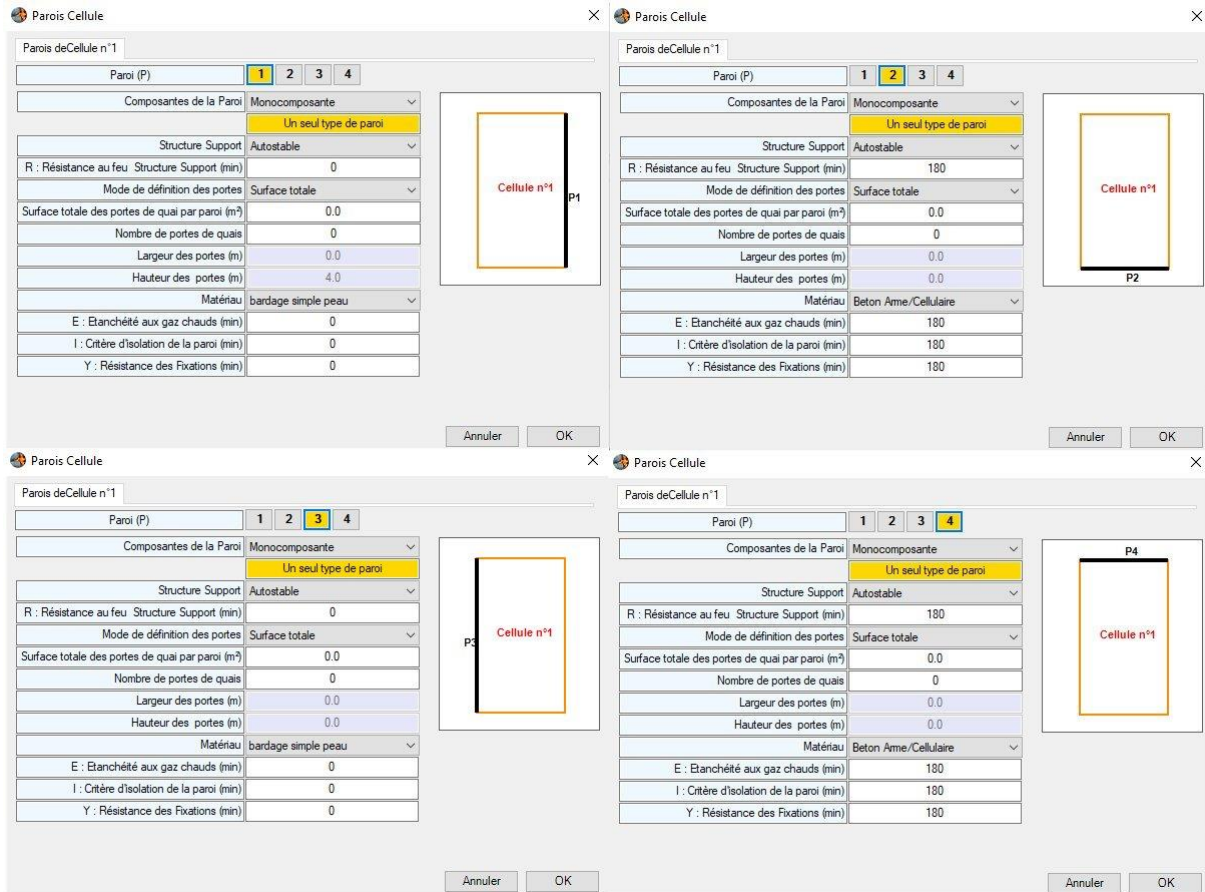 Parois Cellule
Parois deCellule n°1
Paroi (P) 1 2 3 4
Composantes de la Paroi Monocomposante
Un seul type de paroi
Structure Support Autostable
R : Résistance au feu Structure Support (min) 0
Mode de définition des portes Surface totale
Surface totale des portes de quai par paroi (m²) 0.0
Nombre de portes de quais 0
Largeur des portes (m) 0.0
Hauteur des portes (m) 4.0
Matériau bardage simple peau
E : Etanchéité aux gaz chauds (min) 0
I : Critère d'isolation de la paroi (min) 0
Y : Résistance des Fixations (min) 0
Cellule n°1
P1
Annuler OK
Parois Cellule
Parois deCellule n°1
Paroi (P) 1 2 3 4
Composantes de la Paroi Monocomposante
Un seul type de paroi
Structure Support Autostable
R : Résistance au feu Structure Support (min) 180
Mode de définition des portes Surface totale
Surface totale des portes de quai par paroi (m²) 0.0
Nombre de portes de quais 0
Largeur des portes (m) 0.0
Hauteur des portes (m) 0.0
Matériau Beton Arme/Cellulaire
E : Etanchéité aux gaz chauds (min) 180
I : Critère d'isolation de la paroi (min) 180
Y : Résistance des Fixations (min) 180
Cellule n°1
P2
Annuler OK
Parois Cellule
Parois deCellule n°1
Paroi (P) 1 2 3 4
Composantes de la Paroi Monocomposante
Un seul type de paroi
Structure Support Autostable
R : Résistance au feu Structure Support (min) 0
Mode de définition des portes Surface totale
Surface totale des portes de quai par paroi (m²) 0.0
Nombre de portes de quais 0
Largeur des portes (m) 0.0
Hauteur des portes (m) 0.0
Matériau bardage simple peau
E : Etanchéité aux gaz chauds (min) 0
I : Critère d'isolation de la paroi (min) 0
Y : Résistance des Fixations (min) 0
P3
Cellule n°1
Annuler OK
Parois Cellule
Parois deCellule n°1
Paroi (P) 1 2 3 4
Composantes de la Paroi Monocomposante
Un seul type de paroi
Structure Support Autostable
R : Résistance au feu Structure Support (min) 180
Mode de définition des portes Surface totale
Surface totale des portes de quai par paroi (m²) 0.0
Nombre de portes de quais 0
Largeur des portes (m) 0.0
Hauteur des portes (m) 0.0
Matériau Beton Arme/Cellulaire
E : Etanchéité aux gaz chauds (min) 180
I : Critère d'isolation de la paroi (min) 180
Y : Résistance des Fixations (min) 180
P4
Cellule n°1
Annuler OK